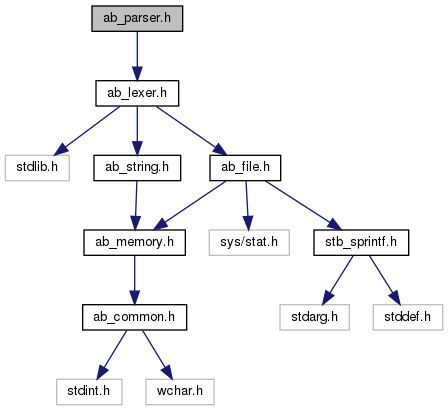 ab_parser.h
ab_lexer.h
stdlib.h
ab_string.h
ab_file.h
ab_memory.h
sys/stat.h
stb_sprintf.h
ab_common.h
stdarg.h
stddef.h
stdint.h
wchar.h